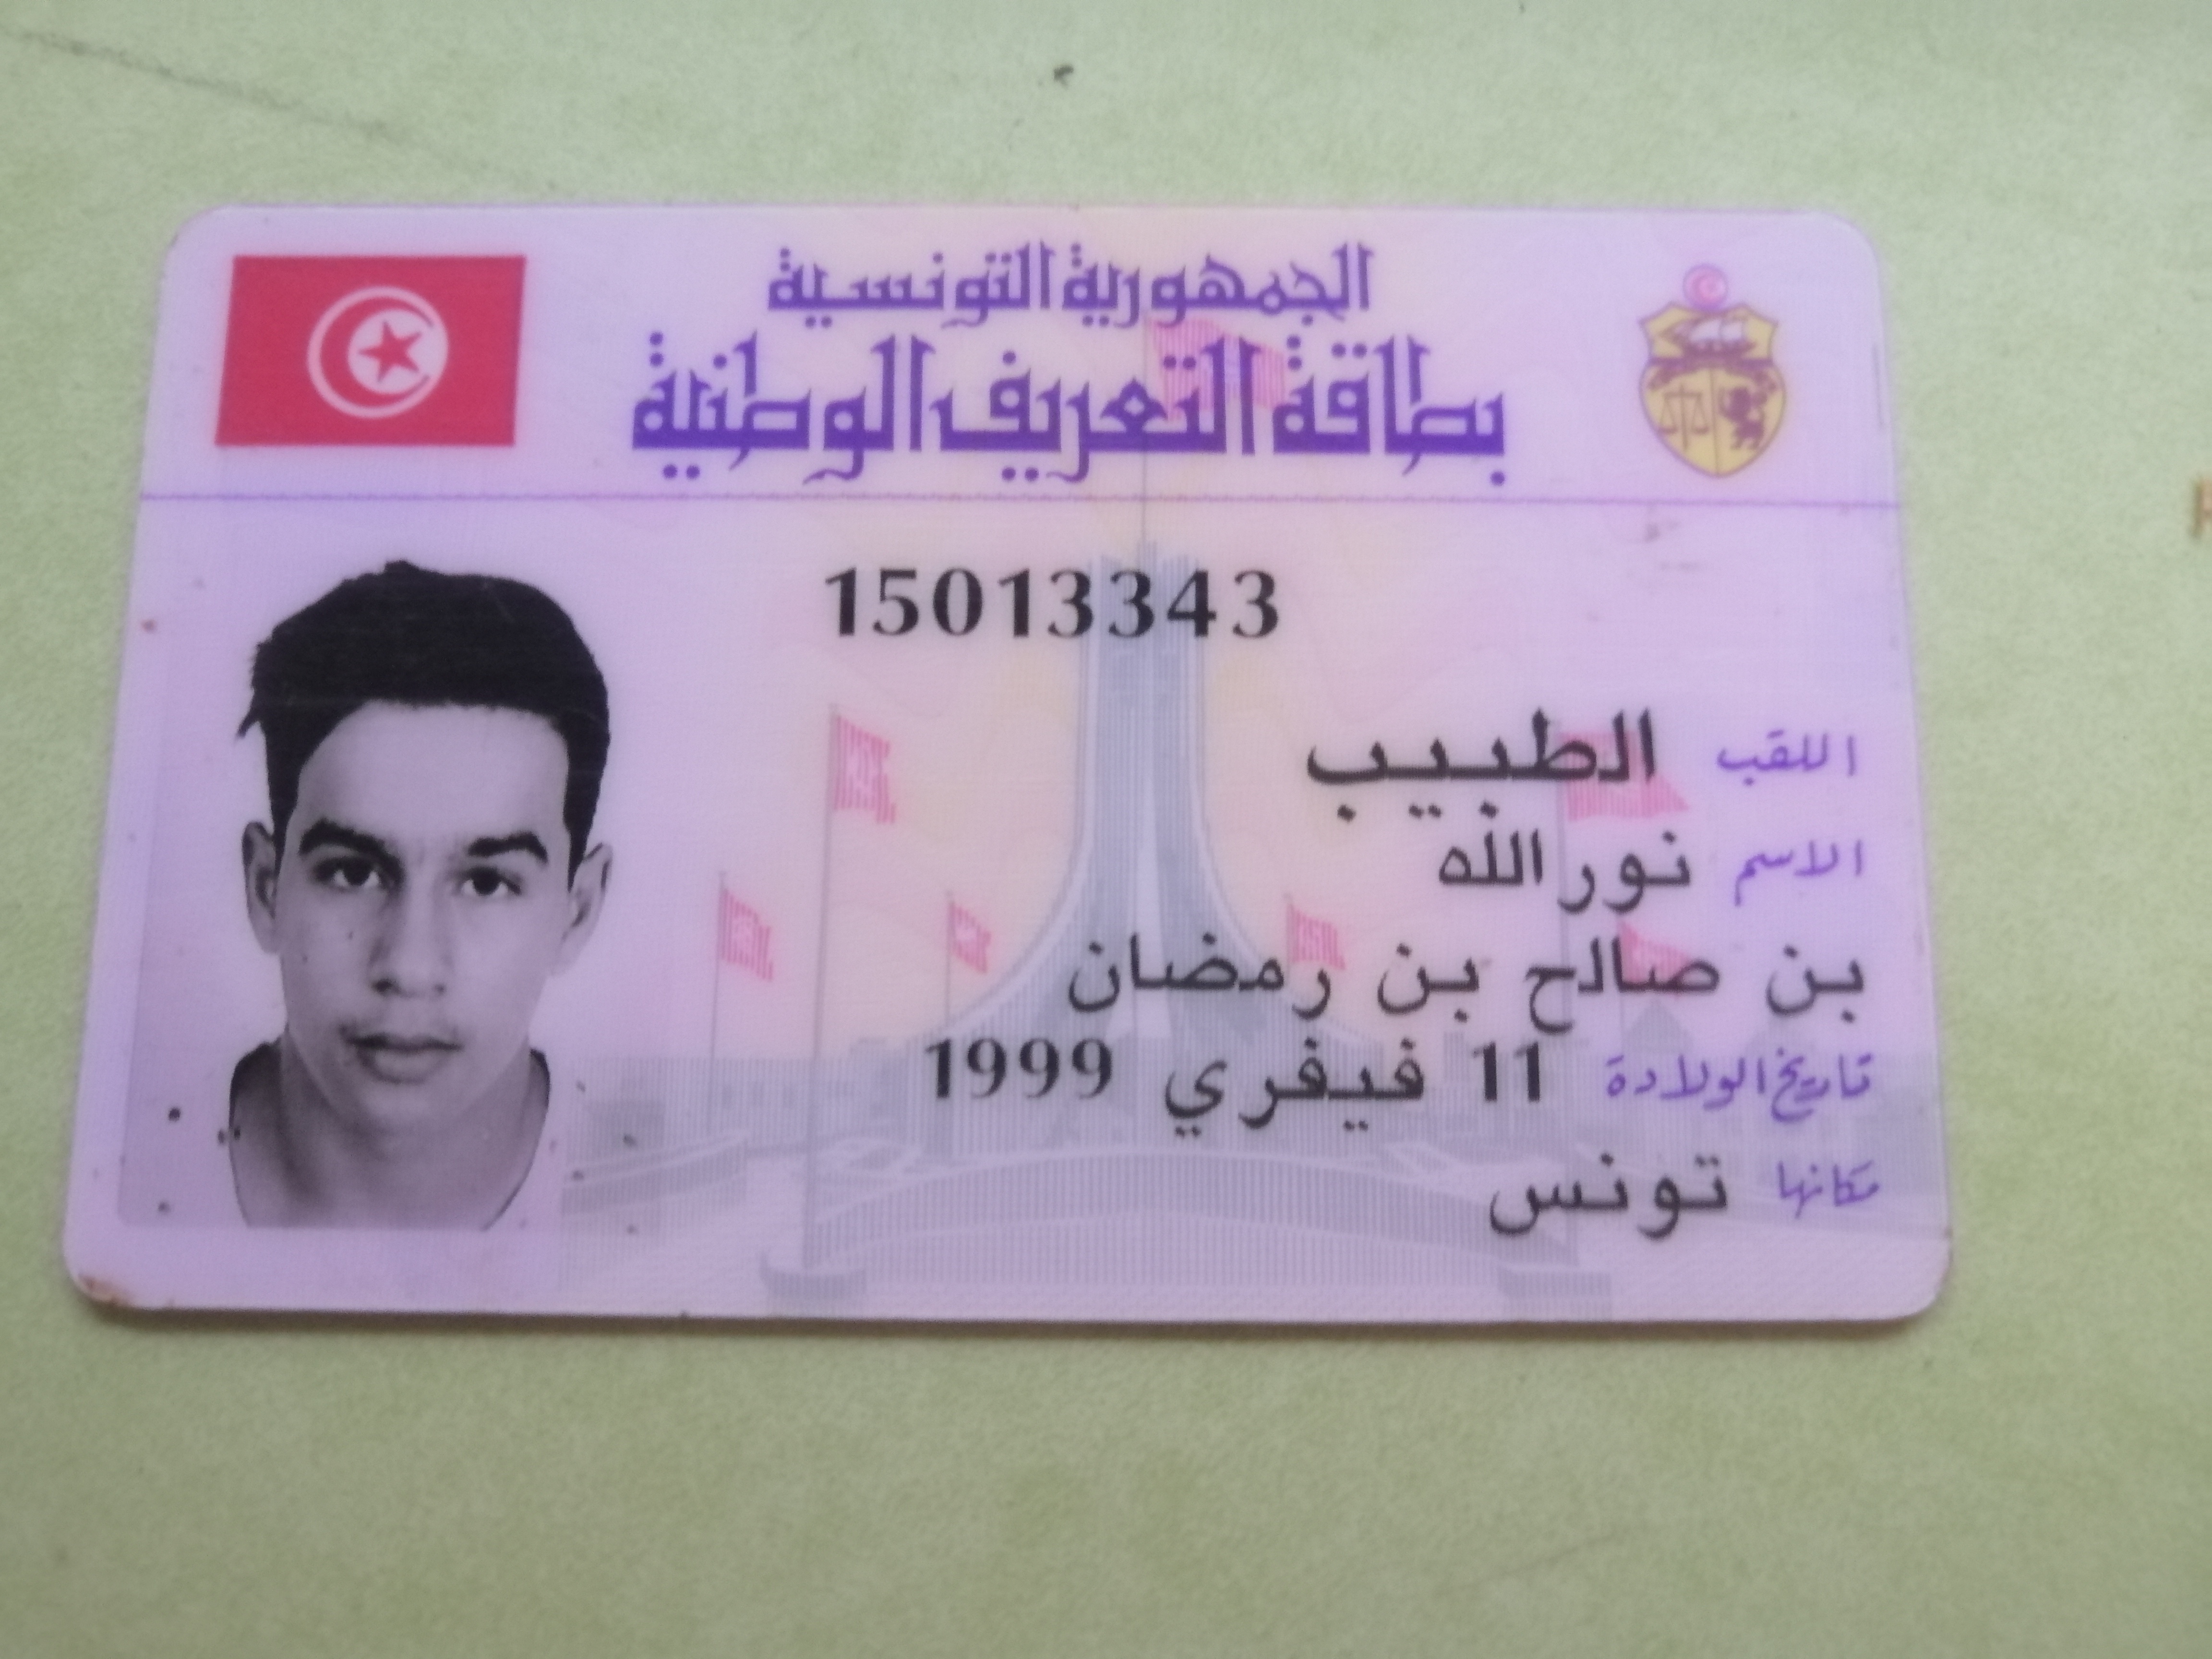 الجمهورية التونسية
بطاقة التعريف الوطنية
15013343
اللقب الطبيب
الاسم نور الله
بن صالح بن رمضان
تاريخ الولادة 11 فيفري 1999
مكانها تونس